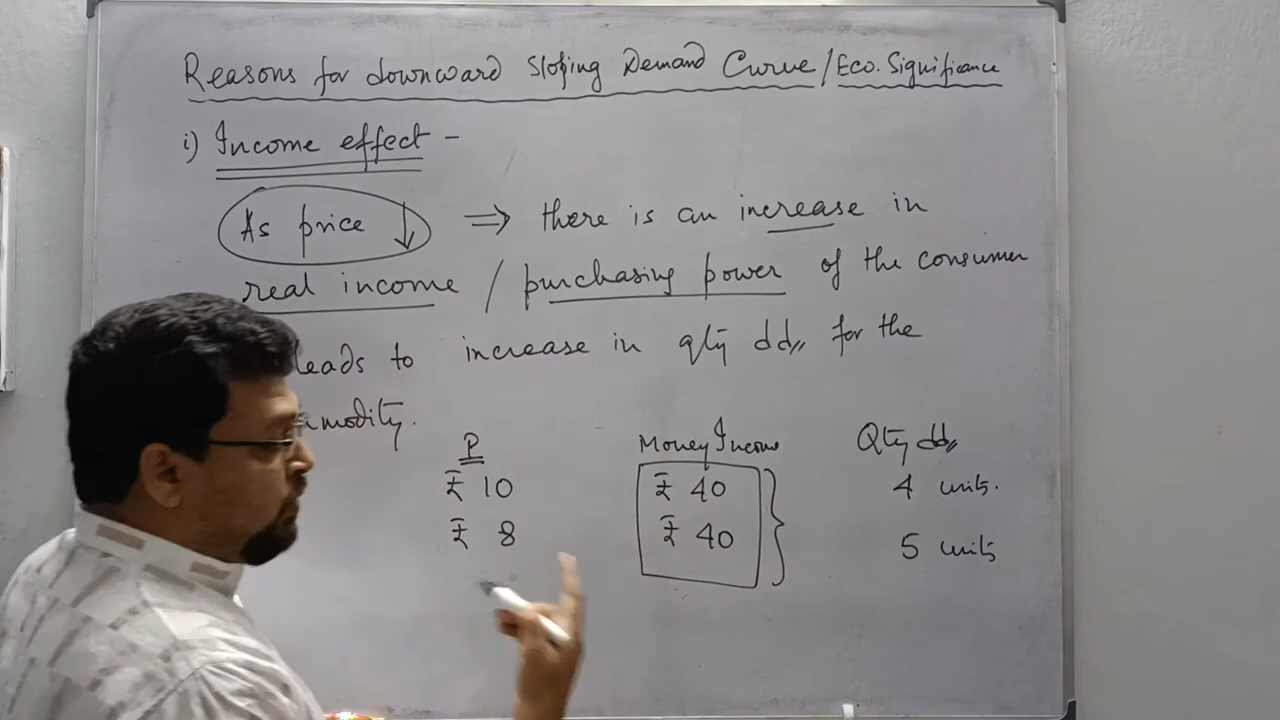 Reasons for downward Sloping Demand Curve/Eco. Significance
i) Income effect -
As price ↓ ⇒ there is an increase in
real income / purchasing power of the consumer
leads to increase in qty dd,, for the
modity.
P Money Income Qty dd,,
₹ 10 ₹ 40 4 units.
₹ 8 ₹ 40 5 units